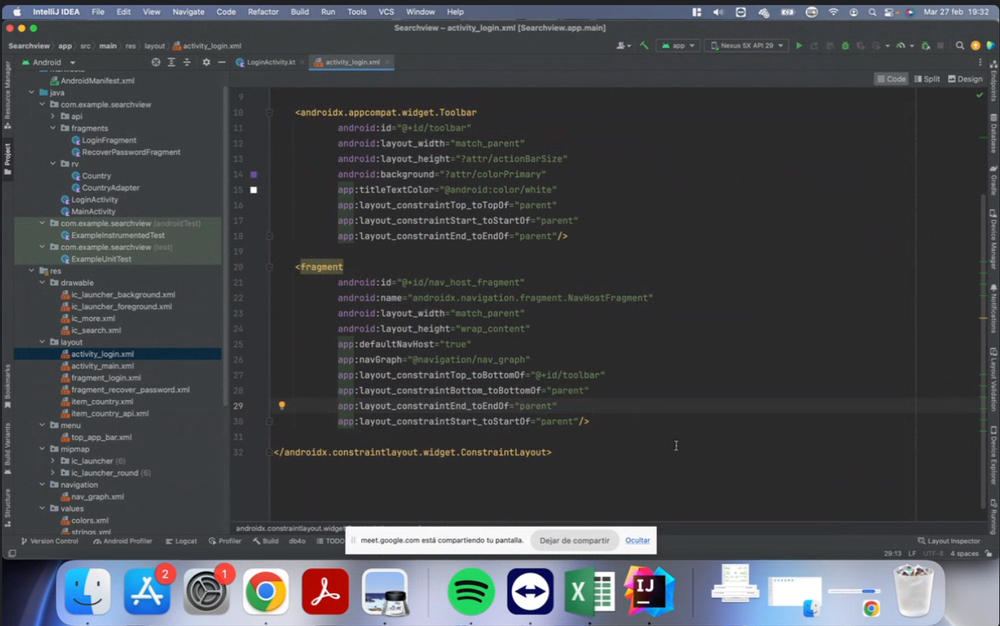 IntelliJ IDEA File Edit View Navigate Code Refactor Build Run Tools VCS Window Help Mar 27 feb 19:32
Searchview – activity_login.xml [Searchview.app.main]
Searchview app src main res layout activity_login.xml app Nexus 5X API 29
Android LoginActivity.kt activity_login.xml
Code Split Design
AndroidManifest.xml
java
com.example.searchview
api
fragments
LoginFragment
RecoverPasswordFragment
rv
Country
CountryAdapter
LoginActivity
MainActivity
com.example.searchview (androidTest)
ExampleInstrumentedTest
com.example.searchview (test)
ExampleUnitTest
res
drawable
ic_launcher_background.xml
ic_launcher_foreground.xml
ic_more.xml
ic_search.xml
layout
activity_login.xml
activity_main.xml
fragment_login.xml
fragment_recover_password.xml
item_country.xml
item_country_api.xml
menu
top_app_bar.xml
mipmap
ic_launcher (6)
ic_launcher_round (6)
navigation
nav_graph.xml
values
colors.xml
strings.xml
Resource Manager
Project
Bookmarks
Build Variants
Structure
9
10 <androidx.appcompat.widget.Toolbar
11 android:id="@+id/toolbar"
12 android:layout_width="match_parent"
13 android:layout_height="?attr/actionBarSize"
14 android:background="?attr/colorPrimary"
15 app:titleTextColor="@android:color/white"
16 app:layout_constraintTop_toTopOf="parent"
17 app:layout_constraintStart_toStartOf="parent"
18 app:layout_constraintEnd_toEndOf="parent"/>
19
20 <fragment
21 android:id="@+id/nav_host_fragment"
22 android:name="androidx.navigation.fragment.NavHostFragment"
23 android:layout_width="match_parent"
24 android:layout_height="wrap_content"
25 app:defaultNavHost="true"
26 app:navGraph="@navigation/nav_graph"
27 app:layout_constraintTop_toBottomOf="@+id/toolbar"
28 app:layout_constraintBottom_toBottomOf="parent"
29 app:layout_constraintEnd_toEndOf="parent"
30 app:layout_constraintStart_toStartOf="parent"/>
31
32 </androidx.constraintlayout.widget.ConstraintLayout>
Endpoints
Database
Gradle
Device Manager
Notifications
Layout Validation
Device Explorer
Running
androidx.constraintlayout.widget
Version Control Android Profiler Logcat Profiler Build db4o TODO Layout Inspector
meet.google.com está compartiendo tu pantalla. Dejar de compartir Ocultar
29:13 LF UTF-8 4 spaces
2
1
IJ